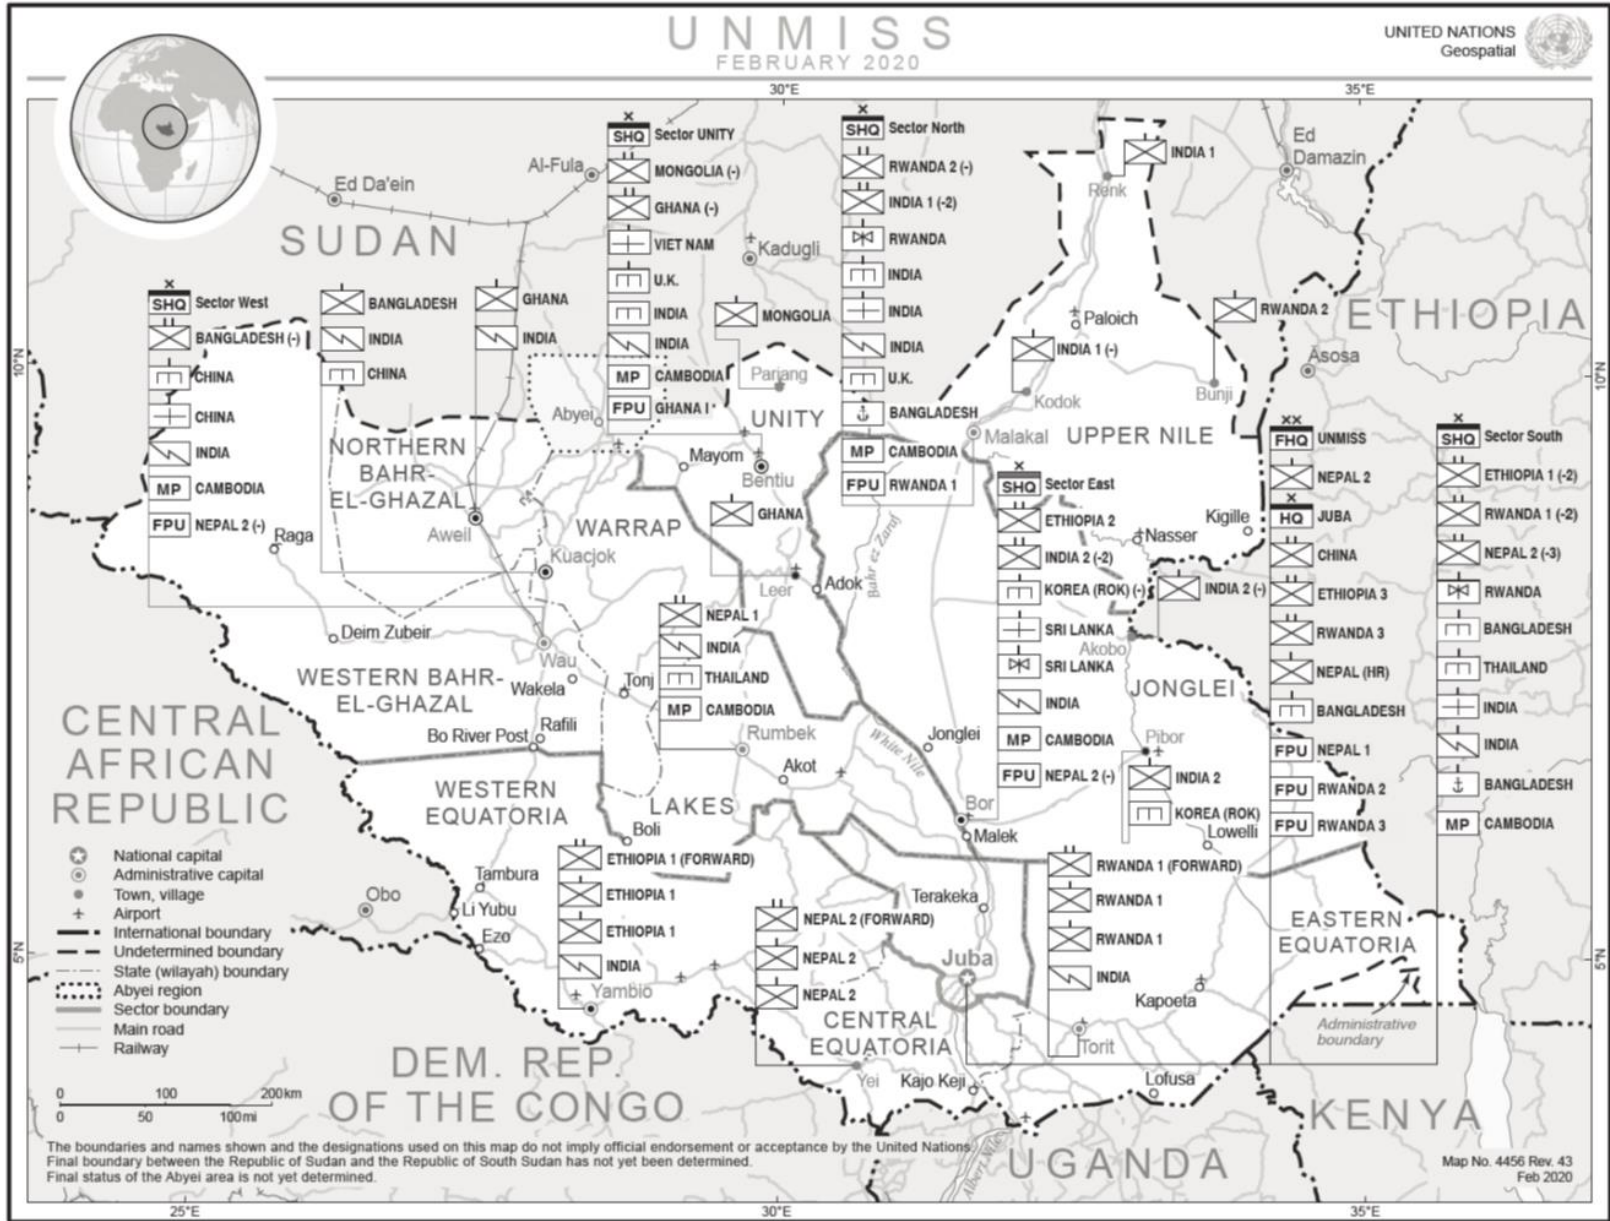 UNMISS
FEBRUARY 2020
UNITED NATIONS
Geospatial
30°E
35°E
SHQ Sector UNITY
MONGOLIA (-)
GHANA (-)
VIET NAM
U.K.
INDIA
INDIA
MP CAMBODIA
FPU GHANA I
SHQ Sector North
RWANDA 2 (-)
INDIA 1 (-2)
RWANDA
INDIA
INDIA
INDIA
U.K.
BANGLADESH
MP CAMBODIA
FPU RWANDA 1
INDIA 1
Renk
Ed
Damazin
Al-Fula
Ed Da'ein
SUDAN
Kadugli
SHQ Sector West
BANGLADESH (-)
CHINA
CHINA
INDIA
MP CAMBODIA
FPU NEPAL 2 (-)
BANGLADESH
INDIA
CHINA
GHANA
INDIA
MONGOLIA
INDIA 1 (-)
Paloich
RWANDA 2
ETHIOPIA
Asosa
10°N
10°N
Pariang
UNITY
Abyei
Kodok
Bunji
Malakal
UPPER NILE
NORTHERN
BAHR-
EL-GHAZAL
Mayom
Bentiu
GHANA
WARRAP
Aweil
Raga
Kuacjok
Leer
Adok
Bahr ez Zaraf
SHQ Sector East
ETHIOPIA 2
INDIA 2 (-2)
KOREA (ROK) (-)
SRI LANKA
SRI LANKA
INDIA
MP CAMBODIA
FPU NEPAL 2 (-)
Nasser
Kigille
INDIA 2 (-)
Akobo
JONGLEI
Pibor
INDIA 2
KOREA (ROK)
Lowelli
FHQ UNMISS
NEPAL 2
HQ JUBA
CHINA
ETHIOPIA 3
RWANDA 3
NEPAL (HR)
BANGLADESH
FPU NEPAL 1
FPU RWANDA 2
FPU RWANDA 3
SHQ Sector South
ETHIOPIA 1 (-2)
RWANDA 1 (-2)
NEPAL 2 (-3)
RWANDA
BANGLADESH
THAILAND
INDIA
INDIA
BANGLADESH
MP CAMBODIA
NEPAL 1
INDIA
THAILAND
MP CAMBODIA
Deim Zubeir
Wau
Wakela
Tonj
WESTERN BAHR-
EL-GHAZAL
Rafili
Bo River Post
Rumbek
Akot
White Nile
Jonglei
Bor
Malek
CENTRAL
AFRICAN
REPUBLIC
WESTERN
EQUATORIA
LAKES
Boli
ETHIOPIA 1 (FORWARD)
ETHIOPIA 1
ETHIOPIA 1
INDIA
Tambura
Li Yubu
Ezo
Obo
Yambio
NEPAL 2 (FORWARD)
NEPAL 2
NEPAL 2
Terakeka
Juba
RWANDA 1 (FORWARD)
RWANDA 1
RWANDA 1
INDIA
Kapoeta
EASTERN
EQUATORIA
Administrative
boundary
CENTRAL
EQUATORIA
Torit
Yei
Kajo Keji
Lofusa
5°N
5°N
National capital
Administrative capital
Town, village
Airport
International boundary
Undetermined boundary
State (wilayah) boundary
Abyei region
Sector boundary
Main road
Railway
0 100 200km
0 50 100mi
DEM. REP.
OF THE CONGO
KENYA
UGANDA
Albert Nile
The boundaries and names shown and the designations used on this map do not imply official endorsement or acceptance by the United Nations.
Final boundary between the Republic of Sudan and the Republic of South Sudan has not yet been determined.
Final status of the Abyei area is not yet determined.
Map No. 4456 Rev. 43
Feb 2020
25°E
30°E
35°E